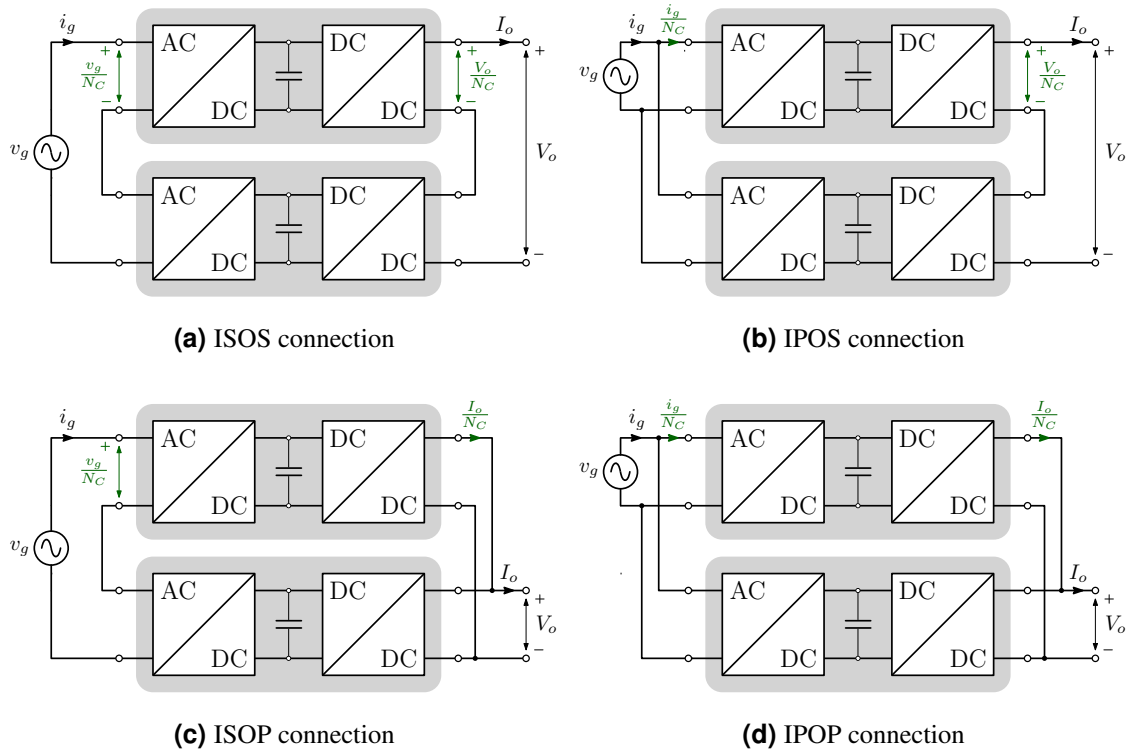 i_g AC DC I_o i_g i_g/N_C AC DC I_o
+ + + + +
v_g/N_C V_o/N_C v_g V_o/N_C
− DC DC − DC DC −
v_g V_o V_o
AC DC AC DC
DC DC − DC DC −
(a) ISOS connection (b) IPOS connection
i_g AC DC I_o/N_C i_g i_g/N_C AC DC I_o/N_C
+
v_g/N_C v_g
DC DC DC DC
v_g AC DC I_o AC DC I_o
+ +
V_o V_o
DC DC − DC DC −
(c) ISOP connection (d) IPOP connection